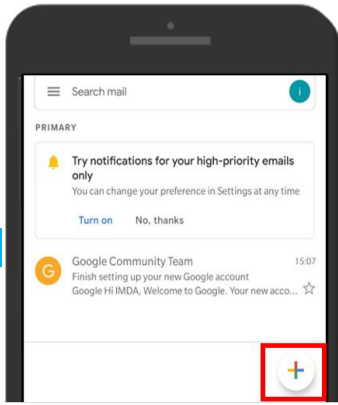 Search mail
i
PRIMARY
Try notifications for your high-priority emails
only
You can change your preference in Settings at any time
Turn on No, thanks
G
Google Community Team 15:07
Finish setting up your new Google account
Google Hi IMDA, Welcome to Google. Your new acco...